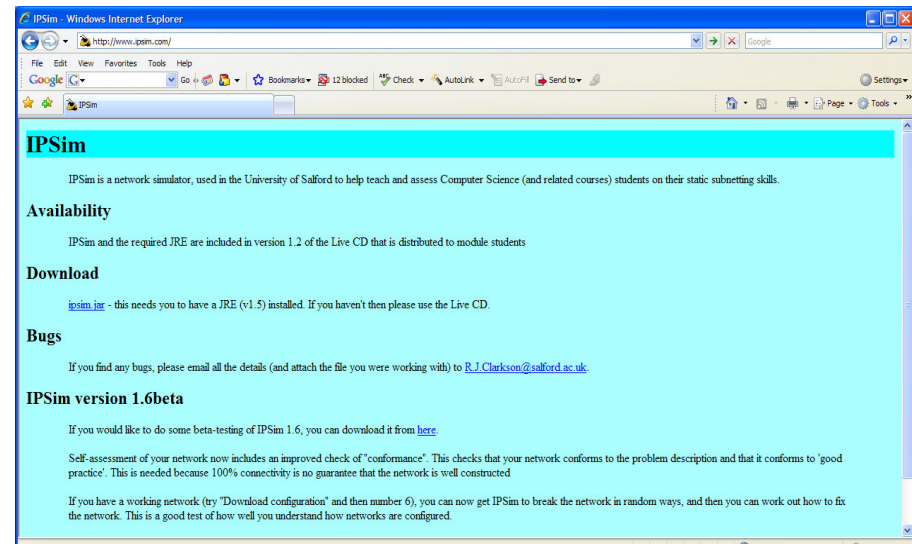 IPSim - Windows Internet Explorer
http://www.ipsim.com/
Google
File Edit View Favorites Tools Help
Google G Go Bookmarks 12 blocked ABC Check AutoLink AutoFill Send to Settings
IPSim Page Tools »
IPSim
IPSim is a network simulator, used in the University of Salford to help teach and assess Computer Science (and related courses) students on their static subnetting skills.
Availability
IPSim and the required JRE are included in version 1.2 of the Live CD that is distributed to module students
Download
ipsim.jar - this needs you to have a JRE (v1.5) installed. If you haven't then please use the Live CD.
Bugs
If you find any bugs, please email all the details (and attach the file you were working with) to R.J.Clarkson@salford.ac.uk.
IPSim version 1.6beta
If you would like to do some beta-testing of IPSim 1.6, you can download it from here.
Self-assessment of your network now includes an improved check of "conformance". This checks that your network conforms to the problem description and that it conforms to 'good
practice'. This is needed because 100% connectivity is no guarantee that the network is well constructed
If you have a working network (try "Download configuration" and then number 6), you can now get IPSim to break the network in random ways, and then you can work out how to fix
the network. This is a good test of how well you understand how networks are configured.